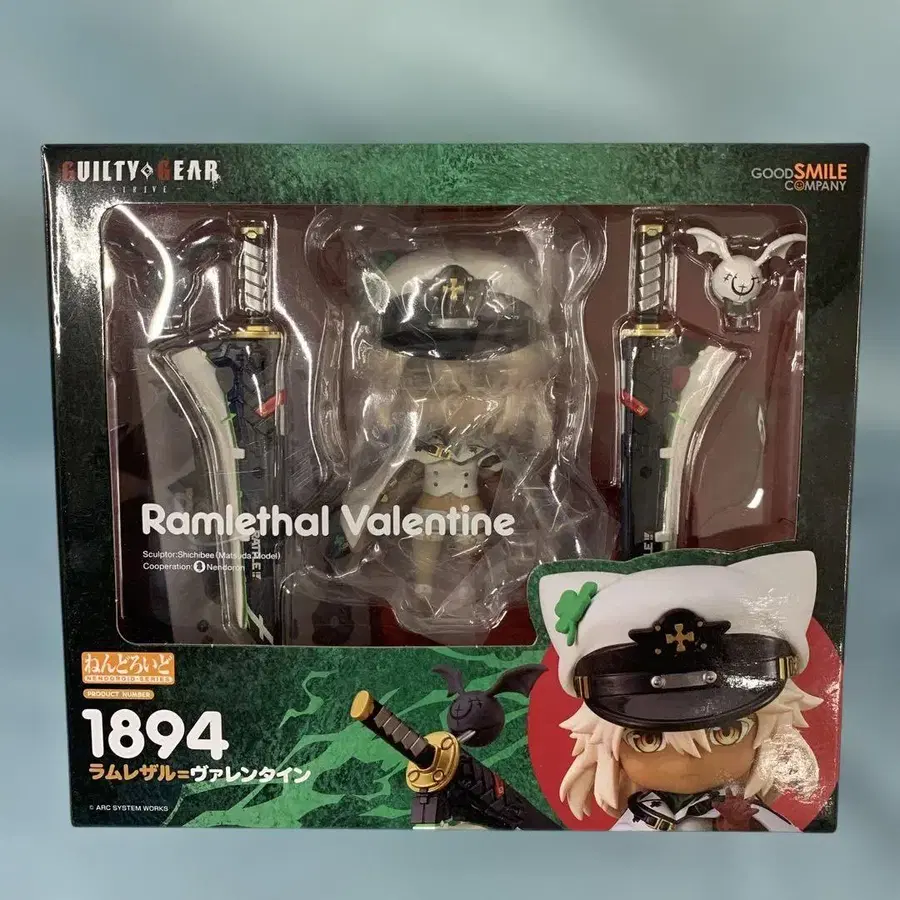 GUILTY GEAR
STRIVE
GOOD SMILE
COMPANY
Ramlethal Valentine
Sculptor:Shichibee (Matsuda Model)
Cooperation: Nendoron
ねんどろいど
NENDOROID-SERIES
PRODUCT NUMBER
1894
ラムレザル=ヴァレンタイン
© ARC SYSTEM WORKS